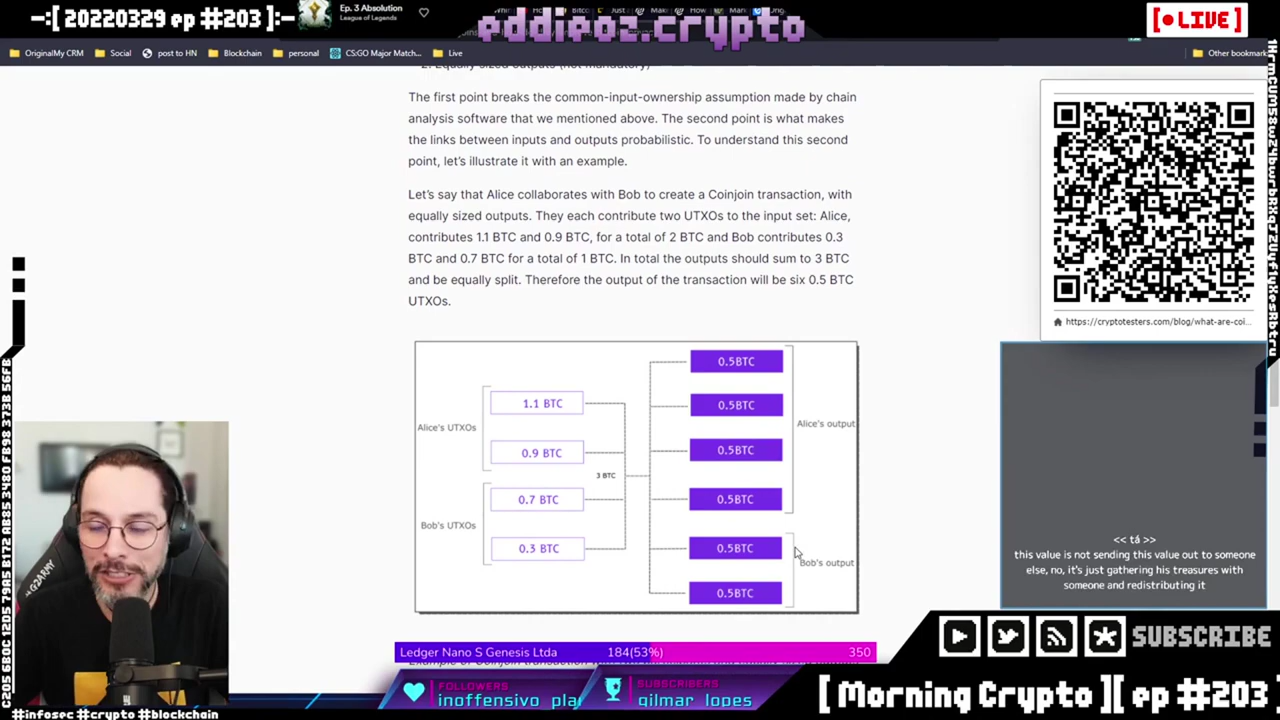 -:[ 20220329 ep #203 ]:-
Ep. 3 Absolution
League of Legends
eddieoz.crypto
[● LIVE]
OriginalMy CRM
Social
post to HN
Blockchain
personal
CS:GO Major Match...
Live
Other bookmark
2. Equally sized outputs (not mandatory)
The first point breaks the common-input-ownership assumption made by chain
analysis software that we mentioned above. The second point is what makes
the links between inputs and outputs probabilistic. To understand this second
point, let's illustrate it with an example.
Let's say that Alice collaborates with Bob to create a Coinjoin transaction, with
equally sized outputs. They each contribute two UTXOs to the input set: Alice,
contributes 1.1 BTC and 0.9 BTC, for a total of 2 BTC and Bob contributes 0.3
BTC and 0.7 BTC for a total of 1 BTC. In total the outputs should sum to 3 BTC
and be equally split. Therefore the output of the transaction will be six 0.5 BTC
UTXOs.
https://cryptotesters.com/blog/what-are-coi...
Alice's UTXOs
1.1 BTC
0.9 BTC
Bob's UTXOs
0.7 BTC
0.3 BTC
3 BTC
0.5BTC
0.5BTC
0.5BTC
0.5BTC
0.5BTC
0.5BTC
Alice's output
Bob's output
<< tá >>
this value is not sending this value out to someone
else, no, it's just gathering his treasures with
someone and redistributing it
Ledger Nano S Genesis Ltda
184(53%)
350
FOLLOWERS
inoffensivo_pla
SUBSCRIBERS
gilmar_lopes
SUBSCRIBE
[ Morning Crypto ][ ep #203 ]
#infosec #crypto #blockchain